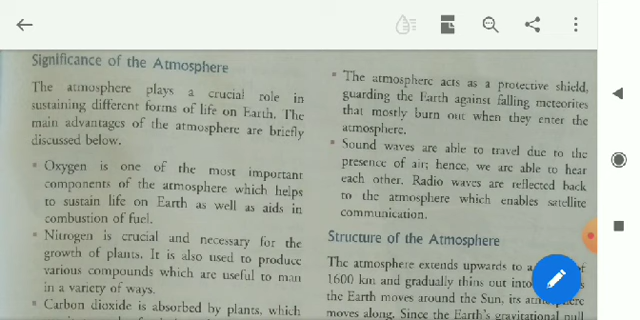 Significance of the Atmosphere
The atmosphere plays a crucial role in
sustaining different forms of life on Earth. The
main advantages of the atmosphere are briefly
discussed below.
• Oxygen is one of the most important
components of the atmosphere which helps
to sustain life on Earth as well as aids in
combustion of fuel.
• Nitrogen is crucial and necessary for the
growth of plants. It is also used to produce
various compounds which are useful to man
in a variety of ways.
• Carbon dioxide is absorbed by plants, which
• The atmosphere acts as a protective shield,
guarding the Earth against falling meteorites
that mostly burn out when they enter the
atmosphere.
• Sound waves are able to travel due to the
presence of air; hence, we are able to hear
each other. Radio waves are reflected back
to the atmosphere which enables satellite
communication.
Structure of the Atmosphere
The atmosphere extends upwards to a of
1600 km and gradually thins out into
the Earth moves around the Sun, its atmosphere
moves along. Since the Earth's gravitational pull